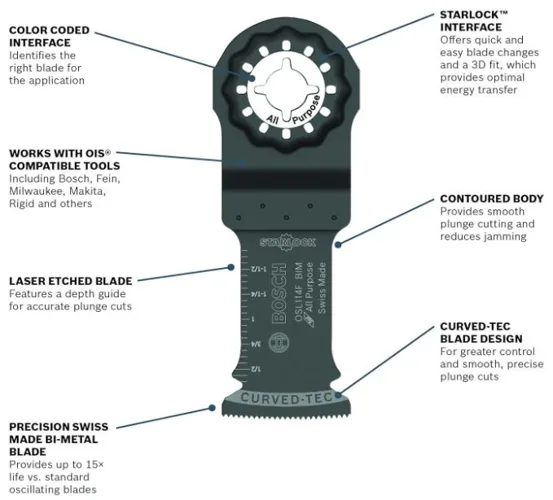 COLOR CODED
INTERFACE
Identifies the
right blade for
the application
STARLOCK™
INTERFACE
Offers quick and
easy blade changes
and a 3D fit, which
provides optimal
energy transfer
All Purpose
WORKS WITH OIS®
COMPATIBLE TOOLS
Including Bosch, Fein,
Milwaukee, Makita,
Rigid and others
CONTOURED BODY
Provides smooth
plunge cutting and
reduces jamming
STARLOCK
LASER ETCHED BLADE
Features a depth guide
for accurate plunge cuts
1-1/2
1-1/4
1
3/4
1/2
BOSCH
OSL114F BIM
All Purpose
Swiss Made
BIM
CURVED-TEC
BLADE DESIGN
For greater control
and smooth, precise
plunge cuts
CURVED-TEC
PRECISION SWISS
MADE BI-METAL
BLADE
Provides up to 15×
life vs. standard
oscillating blades